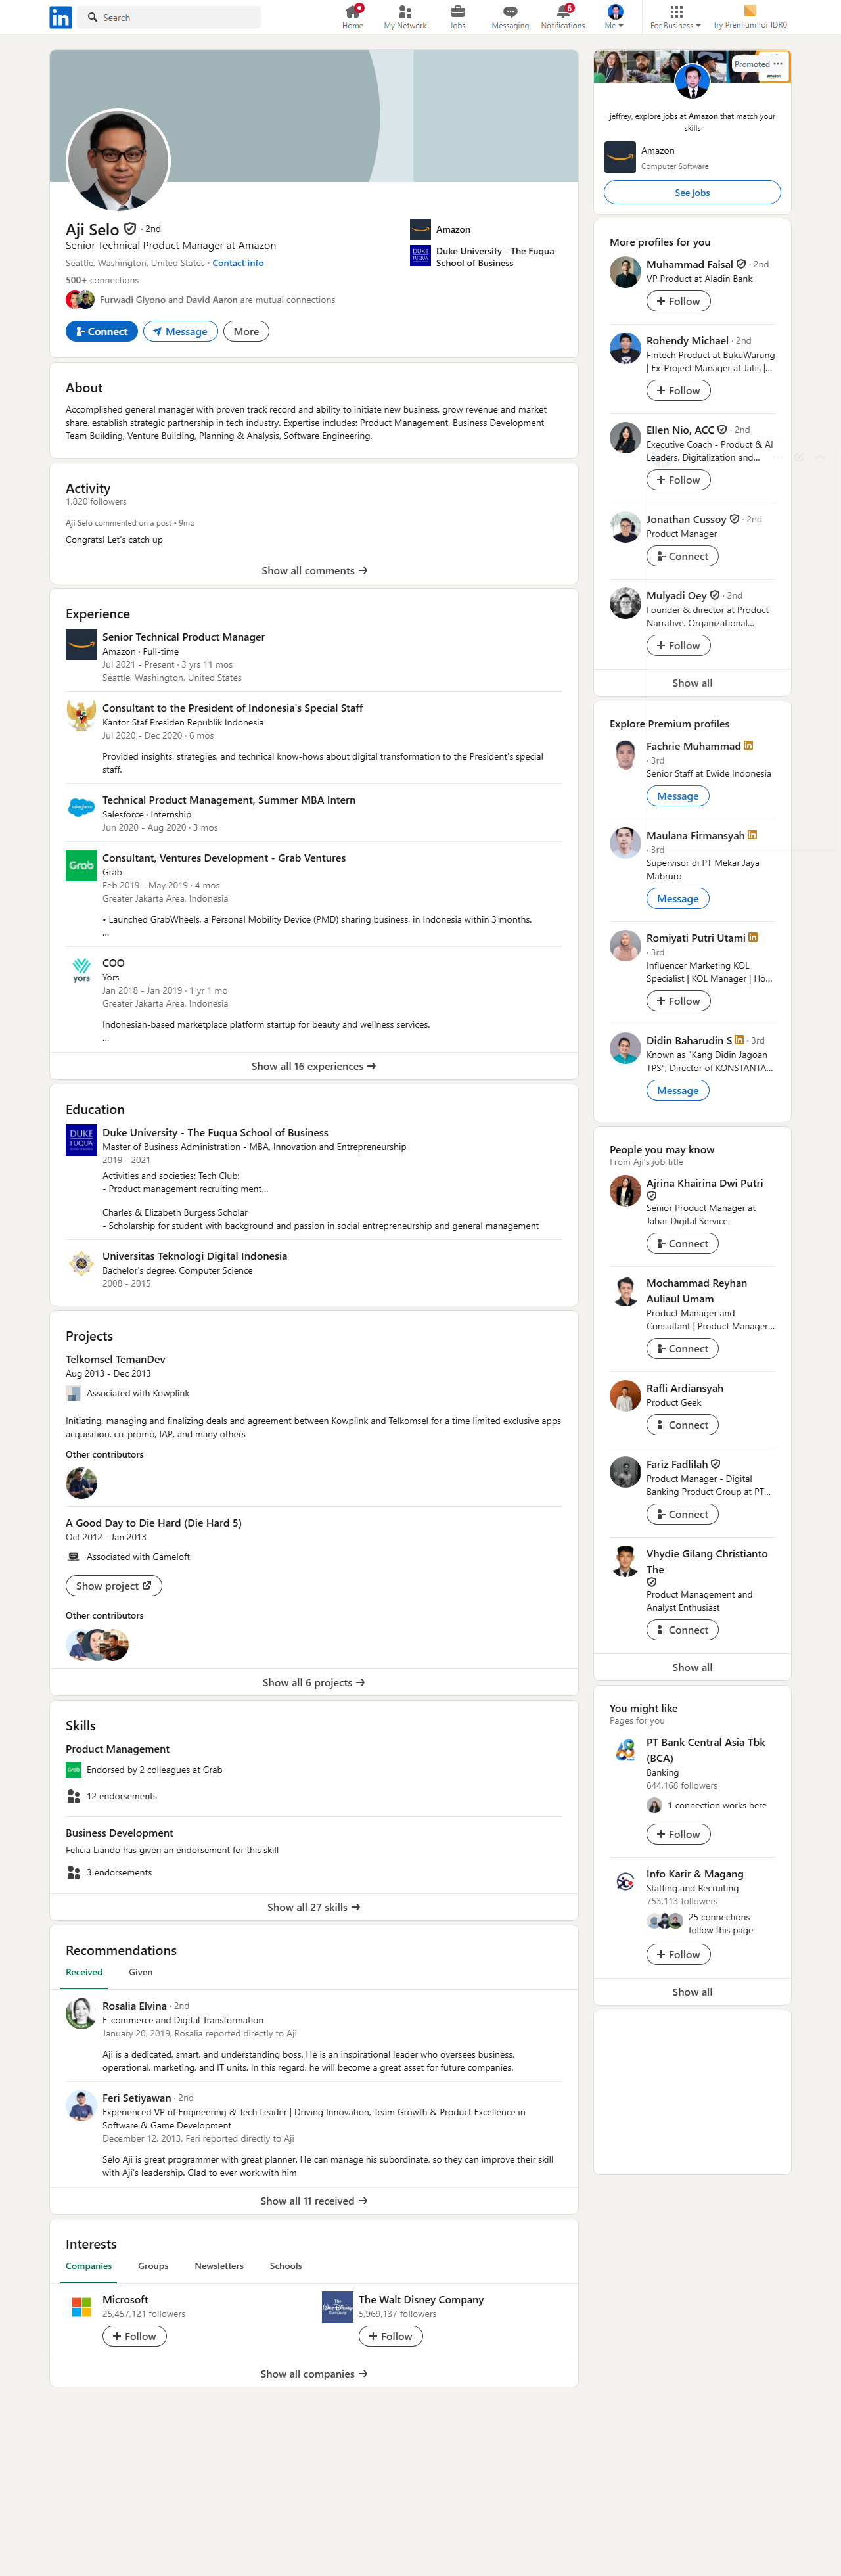 in
Search
Home
My Network
Jobs
Messaging
6
Notifications
Me
For Business
Try Premium for IDR0
Aji Selo · 2nd
Senior Technical Product Manager at Amazon
Seattle, Washington, United States · Contact info
500+ connections
Furwadi Giyono and David Aaron are mutual connections
Amazon
DUKE
FUQUA
Duke University - The Fuqua
School of Business
Connect
Message
More
About
Accomplished general manager with proven track record and ability to initiate new business, grow revenue and market
share, establish strategic partnership in tech industry. Expertise includes: Product Management, Business Development,
Team Building, Venture Building, Planning & Analysis, Software Engineering.
Activity
1,820 followers
Aji Selo commented on a post • 9mo
Congrats! Let's catch up
Show all comments →
Experience
Senior Technical Product Manager
Amazon · Full-time
Jul 2021 - Present · 3 yrs 11 mos
Seattle, Washington, United States
Consultant to the President of Indonesia's Special Staff
Kantor Staf Presiden Republik Indonesia
Jul 2020 - Dec 2020 · 6 mos
Provided insights, strategies, and technical know-hows about digital transformation to the President's special
staff.
salesforce
Technical Product Management, Summer MBA Intern
Salesforce · Internship
Jun 2020 - Aug 2020 · 3 mos
Grab
Consultant, Ventures Development - Grab Ventures
Grab
Feb 2019 - May 2019 · 4 mos
Greater Jakarta Area, Indonesia
• Launched GrabWheels, a Personal Mobility Device (PMD) sharing business, in Indonesia within 3 months.
...
yors
COO
Yors
Jan 2018 - Jan 2019 · 1 yr 1 mo
Greater Jakarta Area, Indonesia
Indonesian-based marketplace platform startup for beauty and wellness services.
...
Show all 16 experiences →
Education
DUKE
FUQUA
Duke University - The Fuqua School of Business
Master of Business Administration - MBA, Innovation and Entrepreneurship
2019 - 2021
Activities and societies: Tech Club:
- Product management recruiting ment...
Charles & Elizabeth Burgess Scholar
- Scholarship for student with background and passion in social entrepreneurship and general management
Universitas Teknologi Digital Indonesia
Bachelor's degree, Computer Science
2008 - 2015
Projects
Telkomsel TemanDev
Aug 2013 - Dec 2013
Associated with Kowplink
Initiating, managing and finalizing deals and agreement between Kowplink and Telkomsel for a time limited exclusive apps
acquisition, co-promo, IAP, and many others
Other contributors
A Good Day to Die Hard (Die Hard 5)
Oct 2012 - Jan 2013
Associated with Gameloft
Show project
Other contributors
Show all 6 projects →
Skills
Product Management
Grab
Endorsed by 2 colleagues at Grab
12 endorsements
Business Development
Felicia Liando has given an endorsement for this skill
3 endorsements
Show all 27 skills →
Recommendations
Received
Given
Rosalia Elvina · 2nd
E-commerce and Digital Transformation
January 20, 2019, Rosalia reported directly to Aji
Aji is a dedicated, smart, and understanding boss. He is an inspirational leader who oversees business,
operational, marketing, and IT units. In this regard, he will become a great asset for future companies.
Feri Setiyawan · 2nd
Experienced VP of Engineering & Tech Leader | Driving Innovation, Team Growth & Product Excellence in
Software & Game Development
December 12, 2013, Feri reported directly to Aji
Selo Aji is great programmer with great planner. He can manage his subordinate, so they can improve their skill
with Aji's leadership. Glad to ever work with him
Show all 11 received →
Interests
Companies
Groups
Newsletters
Schools
Microsoft
25,457,121 followers
+ Follow
The
Walt Disney
Company
The Walt Disney Company
5,969,137 followers
+ Follow
Show all companies →
Promoted ···
amazon
jeffrey, explore jobs at Amazon that match your
skills
Amazon
Computer Software
See jobs
More profiles for you
Muhammad Faisal · 2nd
VP Product at Aladin Bank
+ Follow
Rohendy Michael · 2nd
Fintech Product at BukuWarung
| Ex-Project Manager at Jatis |...
+ Follow
Ellen Nio, ACC · 2nd
Executive Coach - Product & AI
Leaders, Digitalization and...
+ Follow
Jonathan Cussoy · 2nd
Product Manager
Connect
Mulyadi Oey · 2nd
Founder & director at Product
Narrative, Organizational...
+ Follow
Show all
Explore Premium profiles
Fachrie Muhammad in
· 3rd
Senior Staff at Ewide Indonesia
Message
Maulana Firmansyah in
· 3rd
Supervisor di PT Mekar Jaya
Mabruro
Message
Romiyati Putri Utami in
· 3rd
Influencer Marketing KOL
Specialist | KOL Manager | Ho...
+ Follow
Didin Baharudin S in · 3rd
Known as "Kang Didin Jagoan
TPS", Director of KONSTANTA...
Message
People you may know
From Aji's job title
Ajrina Khairina Dwi Putri
Senior Product Manager at
Jabar Digital Service
Connect
Mochammad Reyhan
Auliaul Umam
Product Manager and
Consultant | Product Manager...
Connect
Rafli Ardiansyah
Product Geek
Connect
Fariz Fadlilah
Product Manager - Digital
Banking Product Group at PT...
Connect
Vhydie Gilang Christianto
The
Product Management and
Analyst Enthusiast
Connect
Show all
You might like
Pages for you
PT Bank Central Asia Tbk
(BCA)
Banking
644,168 followers
1 connection works here
+ Follow
Info Karir & Magang
Staffing and Recruiting
753,113 followers
25 connections
follow this page
+ Follow
Show all